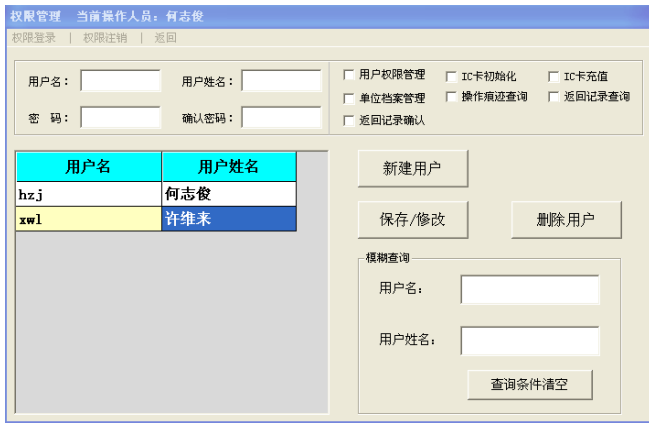 权限管理 当前操作人员：何志俊
权限登录 | 权限注销 | 返回
用户名： 用户姓名： 用户权限管理 IC卡初始化 IC卡充值
单位档案管理 操作痕迹查询 返回记录查询
密 码： 确认密码： 返回记录确认
用户名 用户姓名 新建用户
hzj 何志俊
xwl 许维来 保存/修改 删除用户
模糊查询
用户名：
用户姓名：
查询条件清空